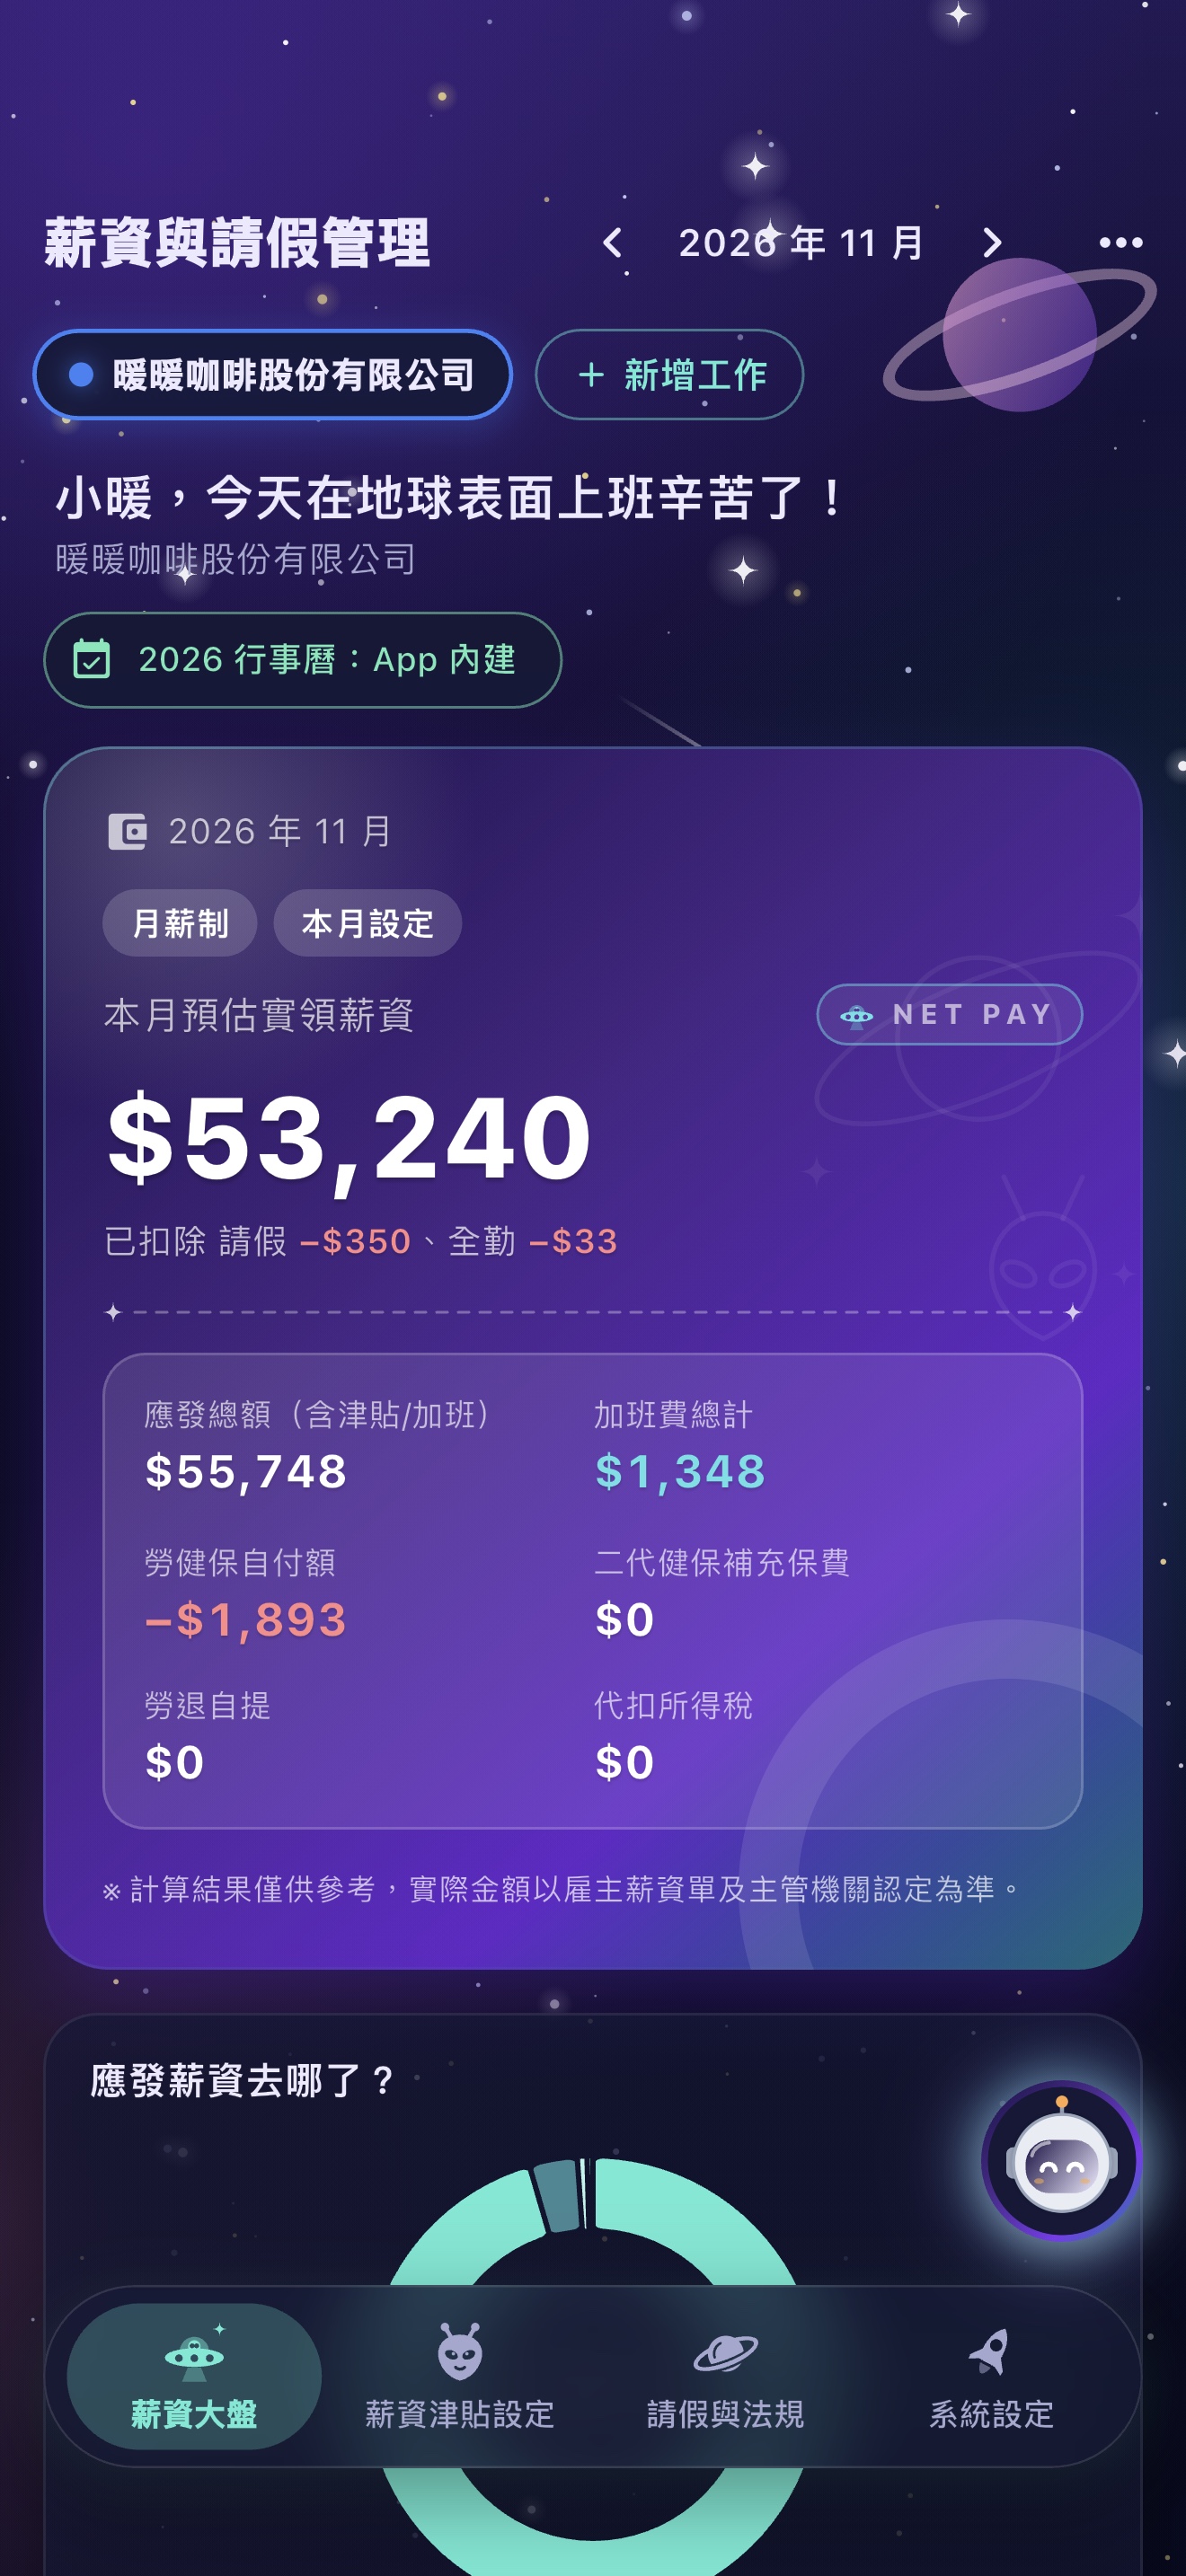 薪資與請假管理
2026 年 11 月
暖暖咖啡股份有限公司
+ 新增工作
小暖，今天在地球表面上班辛苦了！
暖暖咖啡股份有限公司
2026 行事曆：App 內建
2026 年 11 月
月薪制
本月設定
本月預估實領薪資
NET PAY
$53,240
已扣除 請假 –$350、全勤 –$33
應發總額（含津貼/加班）
加班費總計
$55,748
$1,348
勞健保自付額
二代健保補充保費
–$1,893
$0
勞退自提
代扣所得稅
$0
$0
※ 計算結果僅供參考，實際金額以雇主薪資單及主管機關認定為準。
應發薪資去哪了？
薪資大盤
薪資津貼設定
請假與法規
系統設定